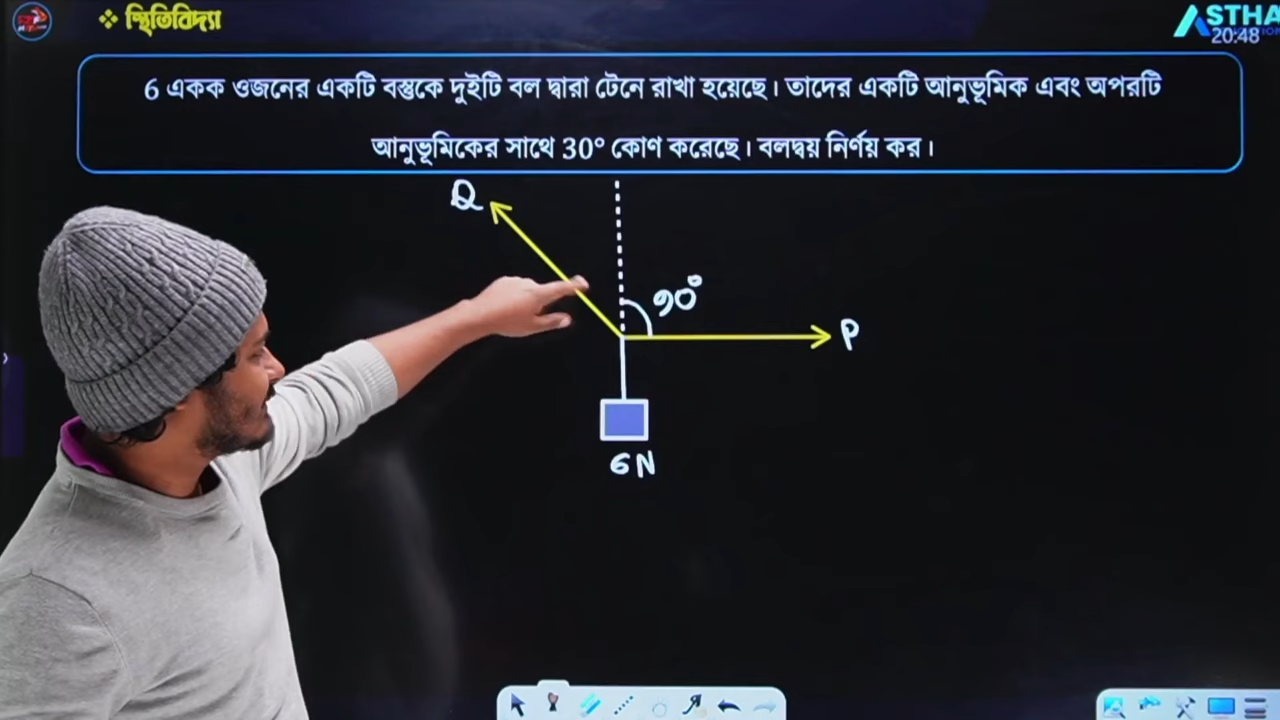 ❖ স্থিতিবিদ্যা
ASTHA
20:48
6 একক ওজনের একটি বস্তুকে দুইটি বল দ্বারা টেনে রাখা হয়েছে। তাদের একটি আনুভূমিক এবং অপরটি
আনুভূমিকের সাথে 30° কোণ করেছে। বলদ্বয় নির্ণয় কর।
Q
90°
P
6N